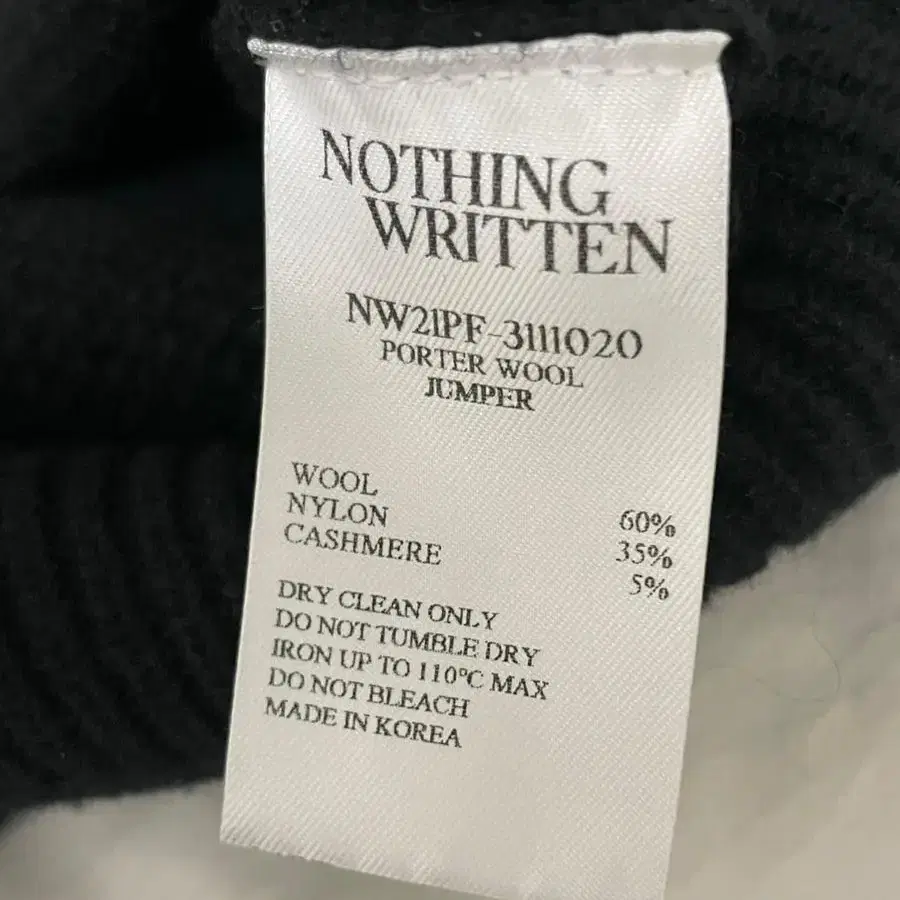 NOTHING
WRITTEN
NW21PF-3111020
PORTER WOOL
JUMPER
WOOL 60%
NYLON 35%
CASHMERE 5%
DRY CLEAN ONLY
DO NOT TUMBLE DRY
IRON UP TO 110°C MAX
DO NOT BLEACH
MADE IN KOREA